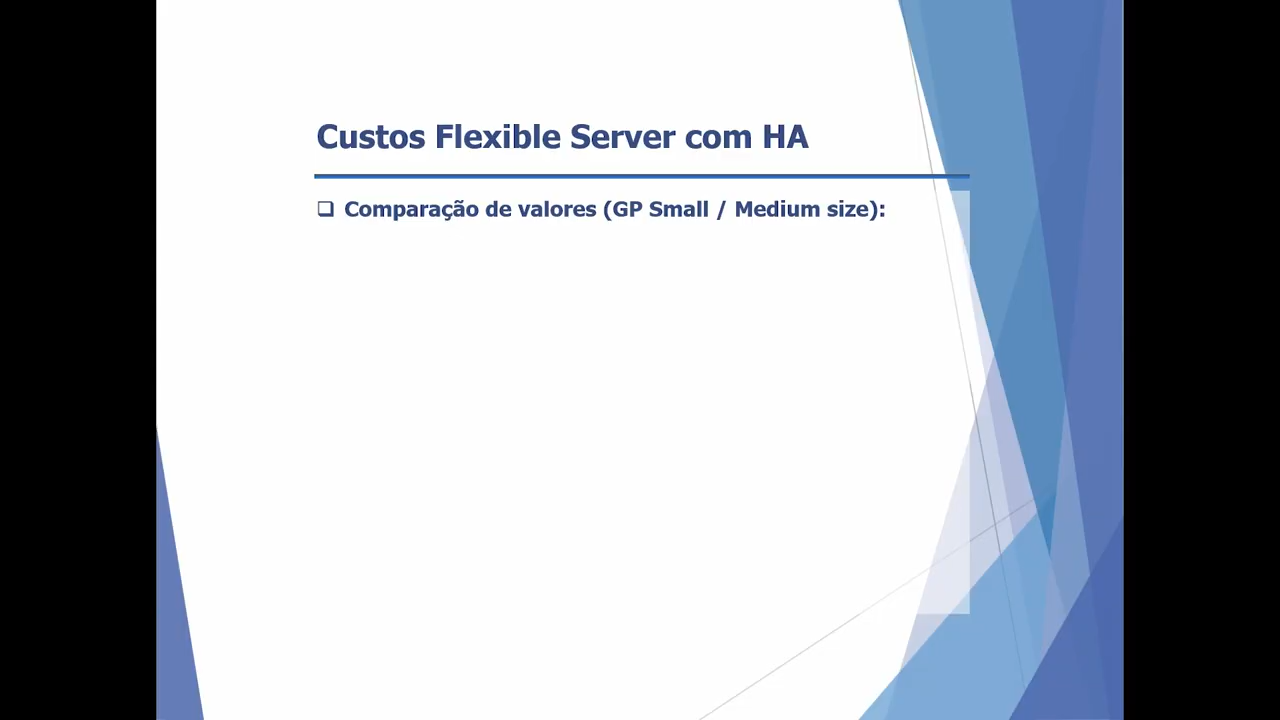 Custos Flexible Server com HA
❑ Comparação de valores (GP Small / Medium size):